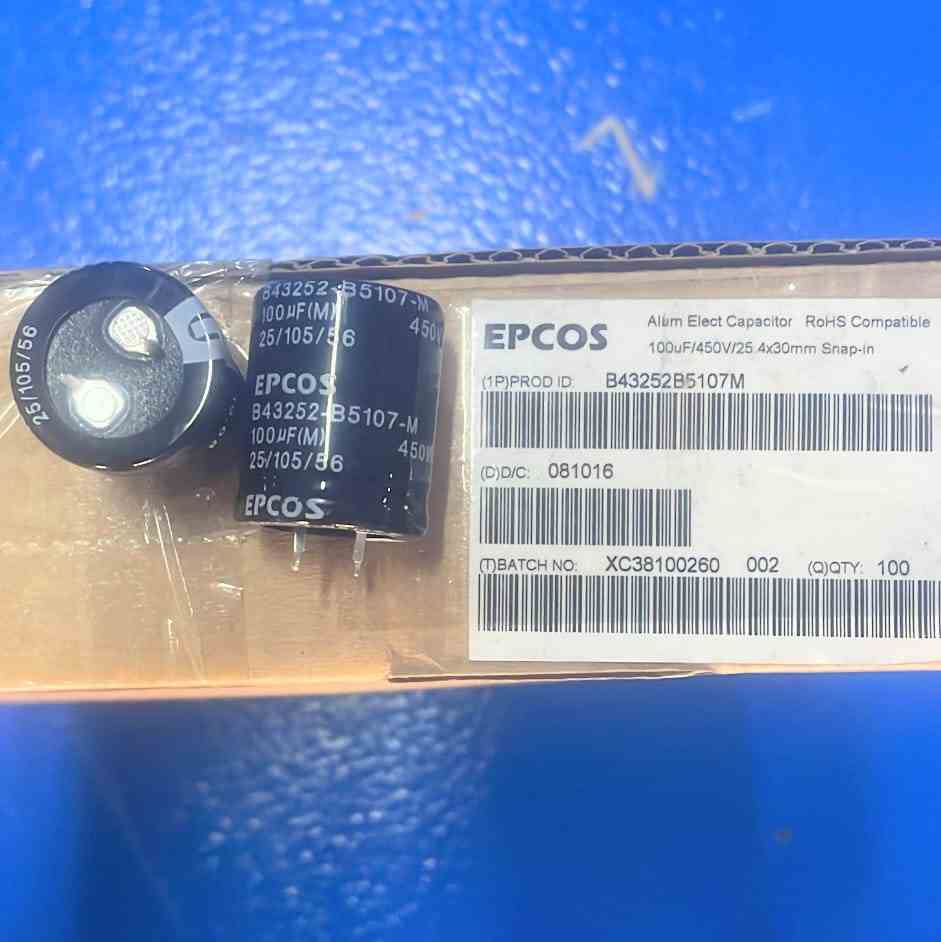 25/105/56
B43252-B5107-M
100µF(M)
450V
25/105/56
EPCOS
B43252-B5107-M
100µF(M)
450V
25/105/56
EPCOS
EPCOS
Alum Elect Capacitor RoHS Compatible
100uF/450V/25.4x30mm Snap-in
(1P)PROD ID: B43252B5107M
(D)D/C: 081016
(T)BATCH NO: XC38100260 002 (Q)QTY: 100